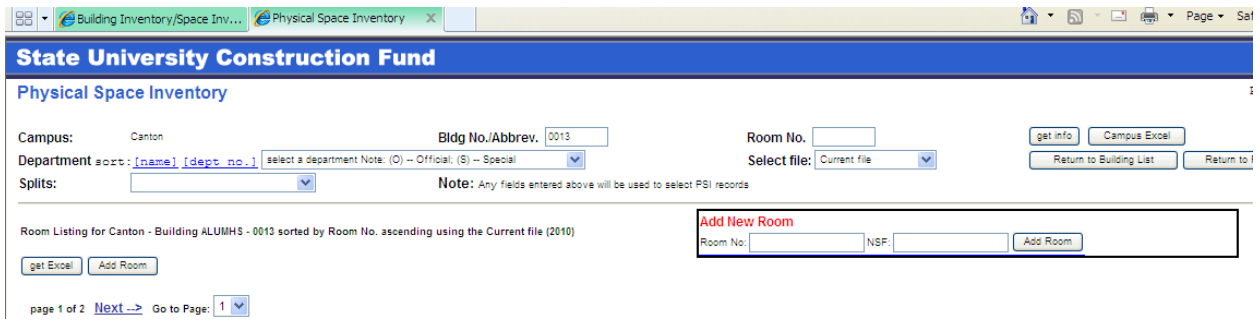 Building Inventory/Space Inv... Physical Space Inventory X Page
State University Construction Fund
Physical Space Inventory
Campus: Canton Bldg No./Abbrev. 0013 Room No. get info Campus Excel
Department sort: [name] [dept no.] select a department Note: (O) -- Official; (S) -- Special Select file: Current file Return to Building List Return to
Splits: Note: Any fields entered above will be used to select PSI records
Add New Room
Room Listing for Canton - Building ALUMHS - 0013 sorted by Room No. ascending using the Current file (2010)
Room No: NSF: Add Room
get Excel Add Room
page 1 of 2 Next --> Go to Page: 1